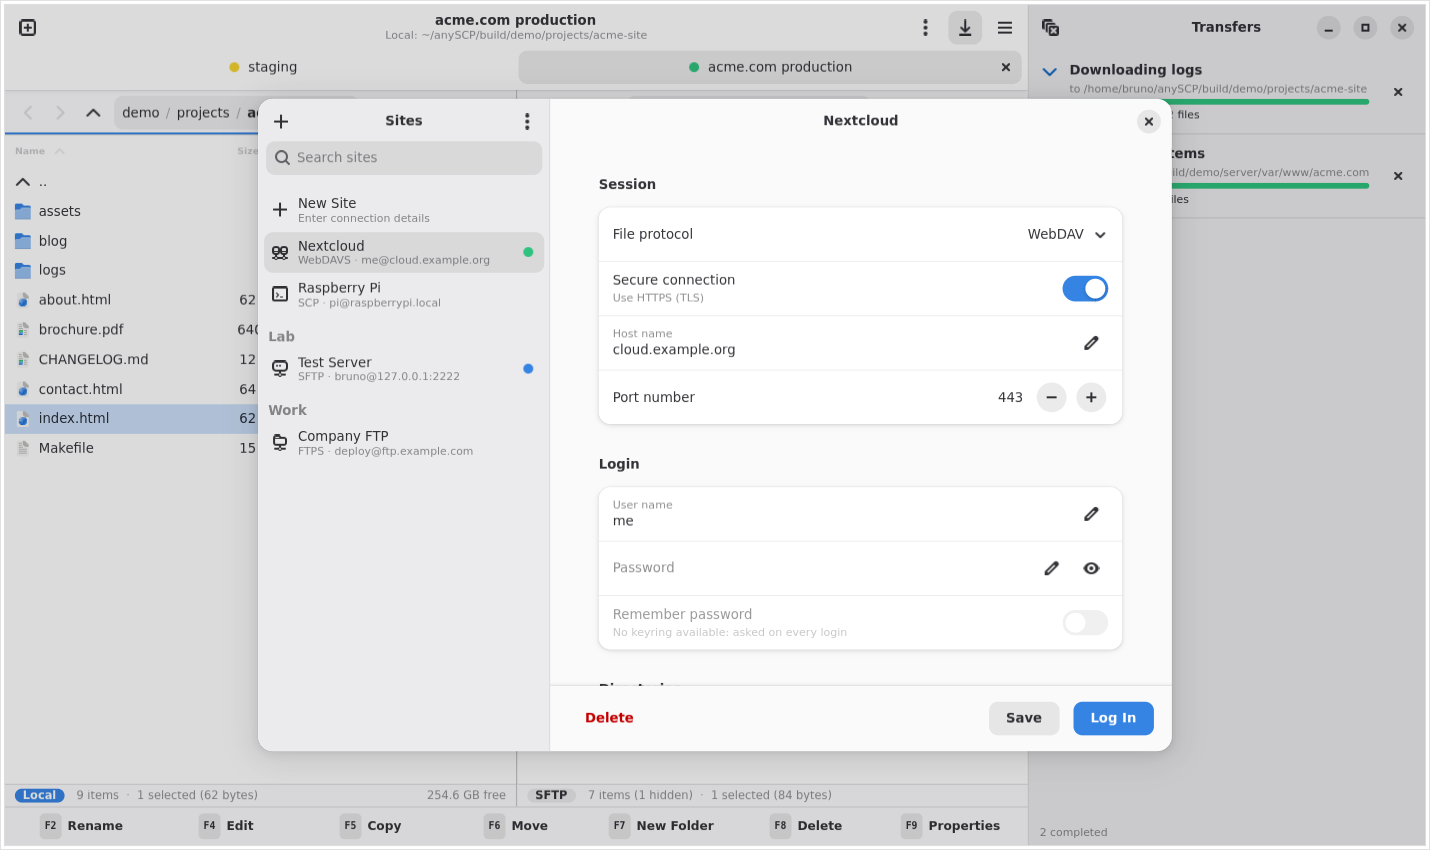 acme.com production
Local: ~/anySCP/build/demo/projects/acme-site
staging
acme.com production
demo / projects /
Name
Size
..
assets
blog
logs
about.html 62
brochure.pdf 640
CHANGELOG.md 12
contact.html 64
index.html 62
Makefile 15
Sites
Search sites
New Site
Enter connection details
Nextcloud
WebDAVS · me@cloud.example.org
Raspberry Pi
SCP · pi@raspberrypi.local
Lab
Test Server
SFTP · bruno@127.0.0.1:2222
Work
Company FTP
FTPS · deploy@ftp.example.com
Nextcloud
Session
File protocol WebDAV
Secure connection
Use HTTPS (TLS)
Host name
cloud.example.org
Port number 443
Login
User name
me
Password
Remember password
No keyring available: asked on every login
Delete Save Log In
Transfers
Downloading logs
to /home/bruno/anySCP/build/demo/projects/acme-site
files
/demo/server/var/www/acme.com
Local 9 items · 1 selected (62 bytes) 254.6 GB free
SFTP 7 items (1 hidden) · 1 selected (84 bytes)
F2 Rename F4 Edit F5 Copy F6 Move F7 New Folder F8 Delete F9 Properties
2 completed